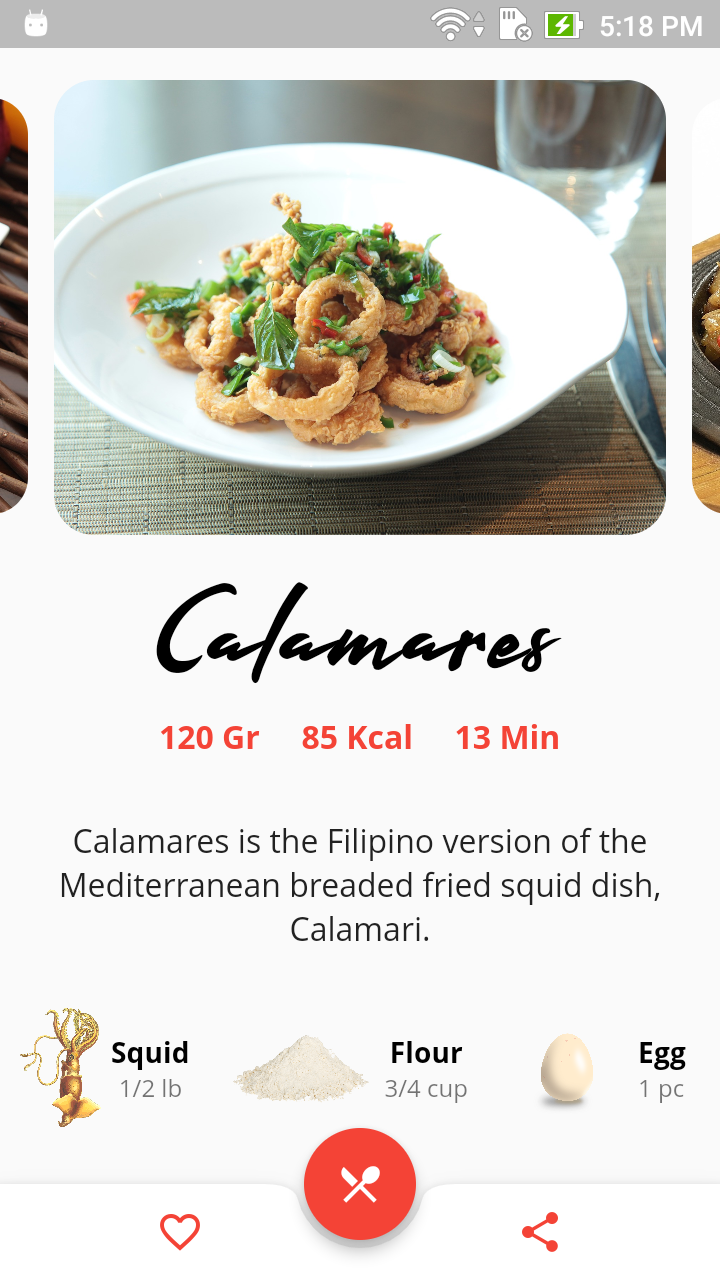 5:18 PM
Calamares
120 Gr 85 Kcal 13 Min
Calamares is the Filipino version of the
Mediterranean breaded fried squid dish,
Calamari.
Squid Flour Egg
1/2 lb 3/4 cup 1 pc